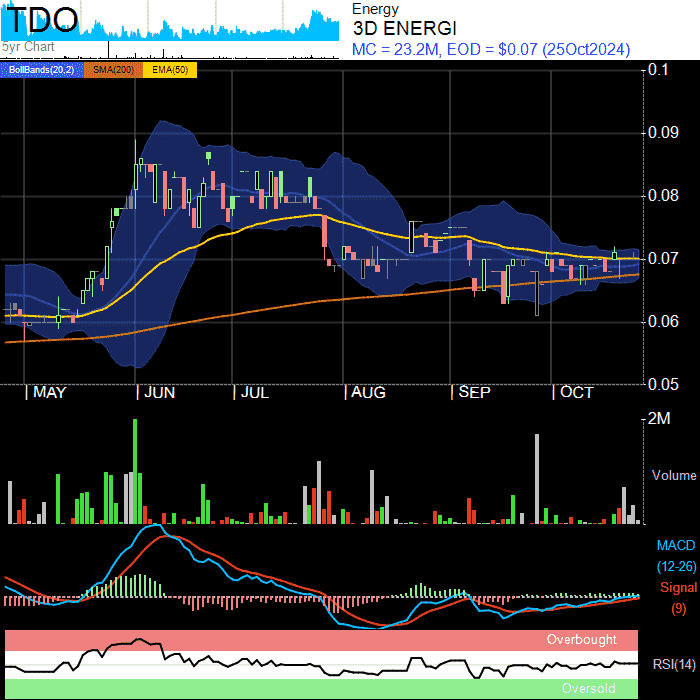 TDO
5yr Chart
Energy
3D ENERGI
MC = 23.2M, EOD = $0.07 (25Oct2024)
BollBands(20,2) SMA(200) EMA(50)
0.1
0.09
0.08
0.07
0.06
0.05
MAY JUN JUL AUG SEP OCT
2M
Volume
MACD
(12-26)
Signal
(9)
Overbought
RSI(14)
Oversold